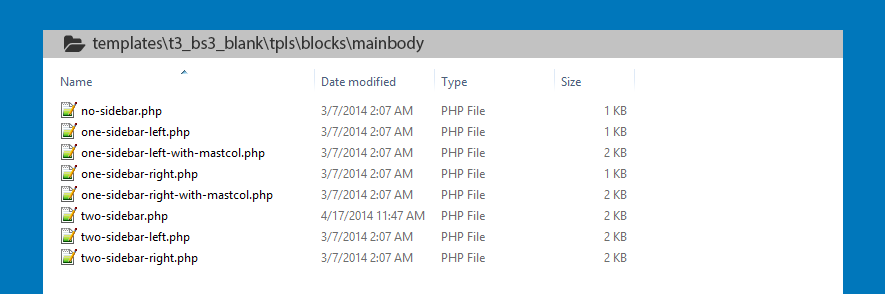 templates\t3_bs3_blank\tpls\blocks\mainbody
Name Date modified Type Size
no-sidebar.php 3/7/2014 2:07 AM PHP File 1 KB
one-sidebar-left.php 3/7/2014 2:07 AM PHP File 1 KB
one-sidebar-left-with-mastcol.php 3/7/2014 2:07 AM PHP File 2 KB
one-sidebar-right.php 3/7/2014 2:07 AM PHP File 1 KB
one-sidebar-right-with-mastcol.php 3/7/2014 2:07 AM PHP File 2 KB
two-sidebar.php 4/17/2014 11:47 AM PHP File 2 KB
two-sidebar-left.php 3/7/2014 2:07 AM PHP File 2 KB
two-sidebar-right.php 3/7/2014 2:07 AM PHP File 2 KB